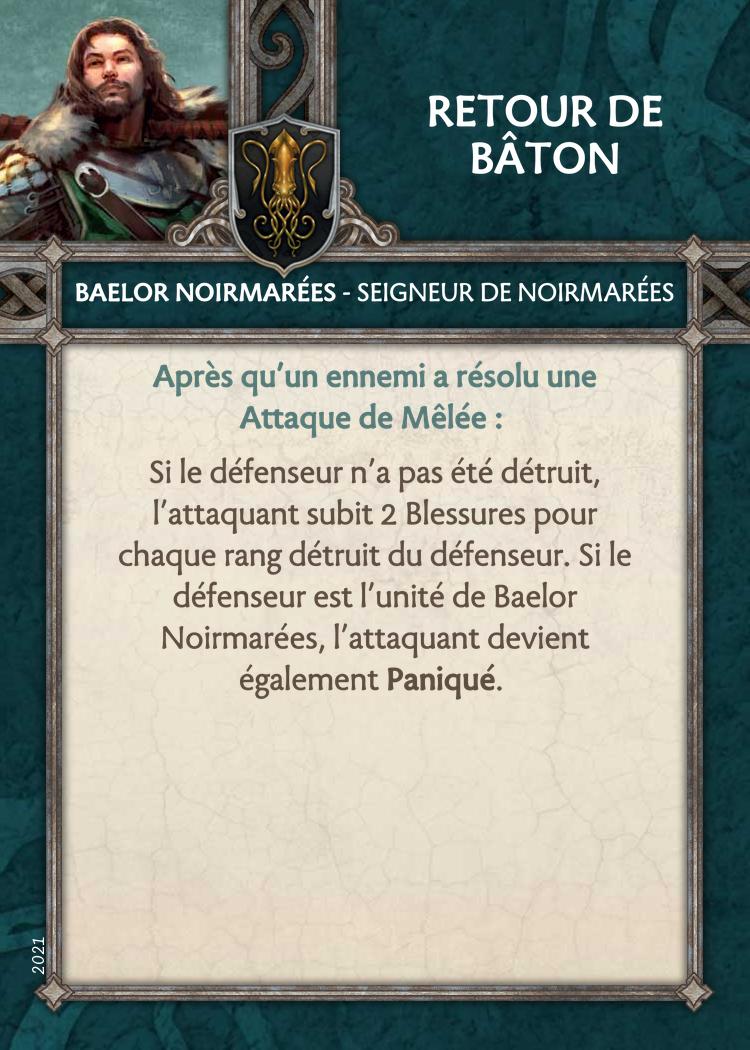 RETOUR DE
BÂTON
BAELOR NOIRMARÉES - SEIGNEUR DE NOIRMARÉES
Après qu'un ennemi a résolu une
Attaque de Mêlée :
Si le défenseur n'a pas été détruit,
l'attaquant subit 2 Blessures pour
chaque rang détruit du défenseur. Si le
défenseur est l'unité de Baelor
Noirmarées, l'attaquant devient
également Paniqué.
2021